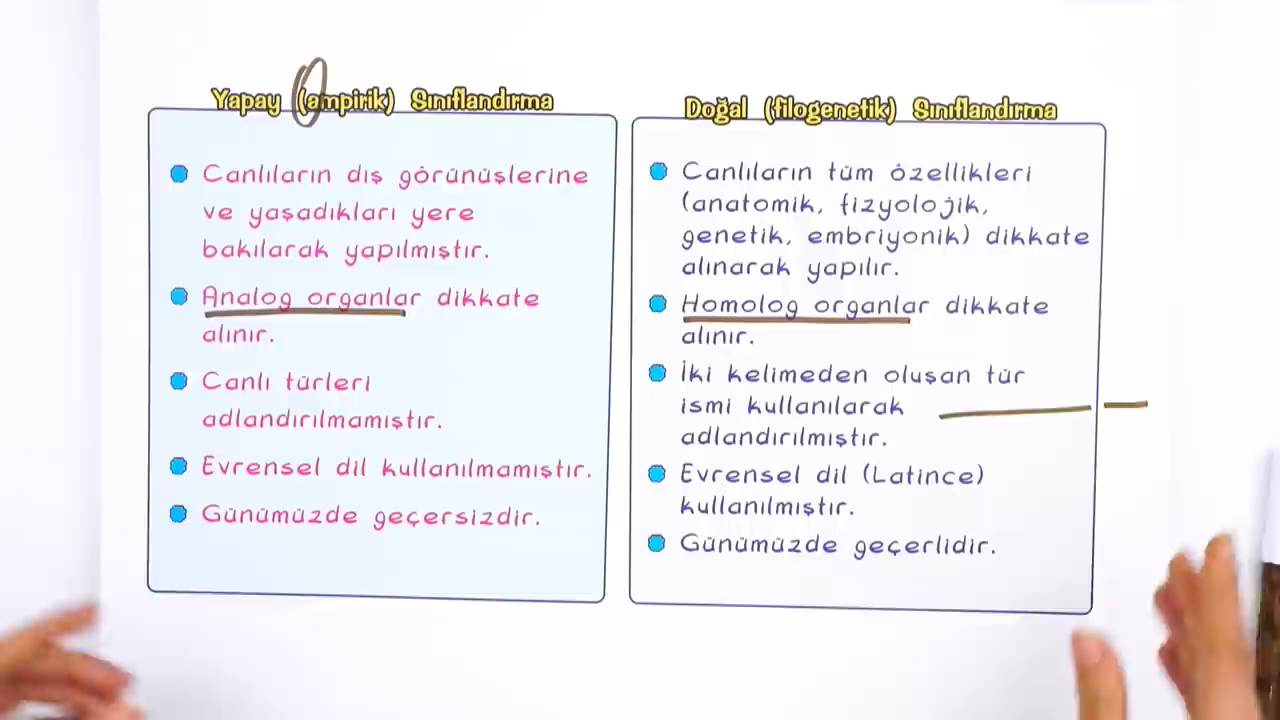 Yapay (ampirik) Sınıflandırma
Canlıların dış görünüşlerine
ve yaşadıkları yere
bakılarak yapılmıştır.
Analog organlar dikkate
alınır.
Canlı türleri
adlandırılmamıştır.
Evrensel dil kullanılmamıştır.
Günümüzde geçersizdir.
Doğal (filogenetik) Sınıflandırma
Canlıların tüm özellikleri
(anatomik, fizyolojik,
genetik, embriyonik) dikkate
alınarak yapılır.
Homolog organlar dikkate
alınır.
İki kelimeden oluşan tür
ismi kullanılarak
adlandırılmıştır.
Evrensel dil (Latince)
kullanılmıştır.
Günümüzde geçerlidir.